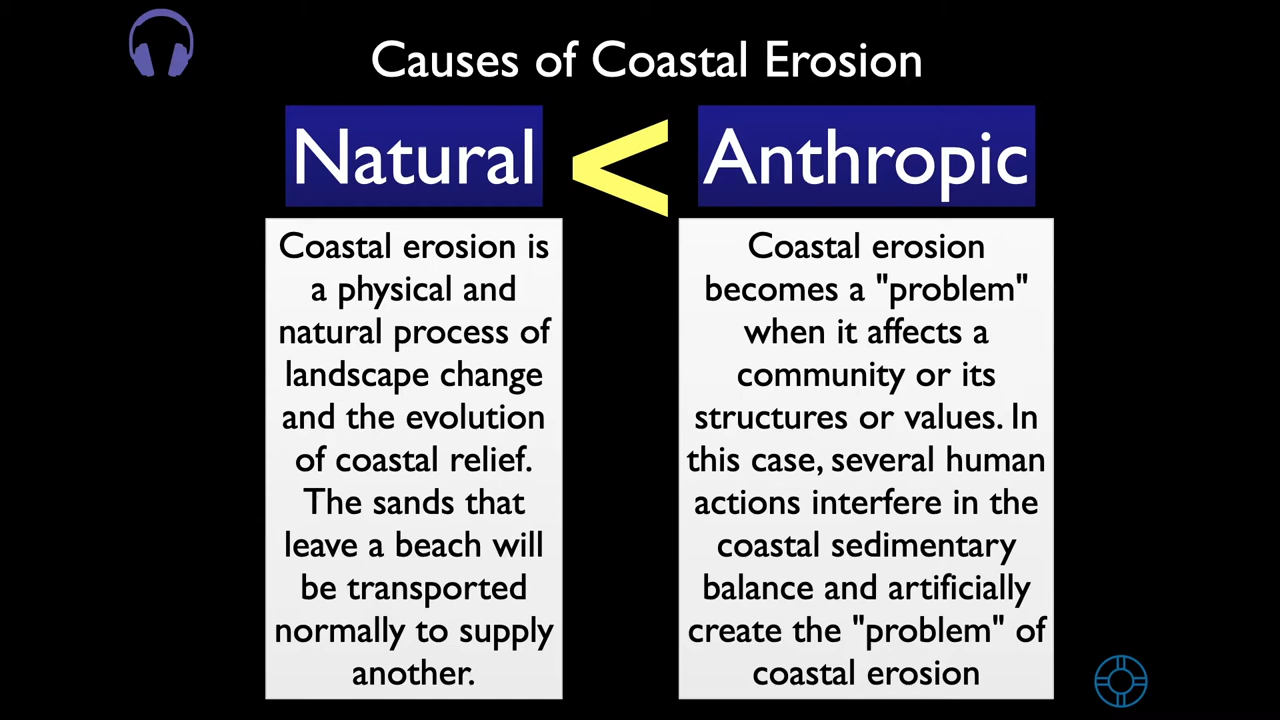 Causes of Coastal Erosion
Natural < Anthropic
Coastal erosion is
a physical and
natural process of
landscape change
and the evolution
of coastal relief.
The sands that
leave a beach will
be transported
normally to supply
another.
Coastal erosion
becomes a "problem"
when it affects a
community or its
structures or values. In
this case, several human
actions interfere in the
coastal sedimentary
balance and artificially
create the "problem" of
coastal erosion